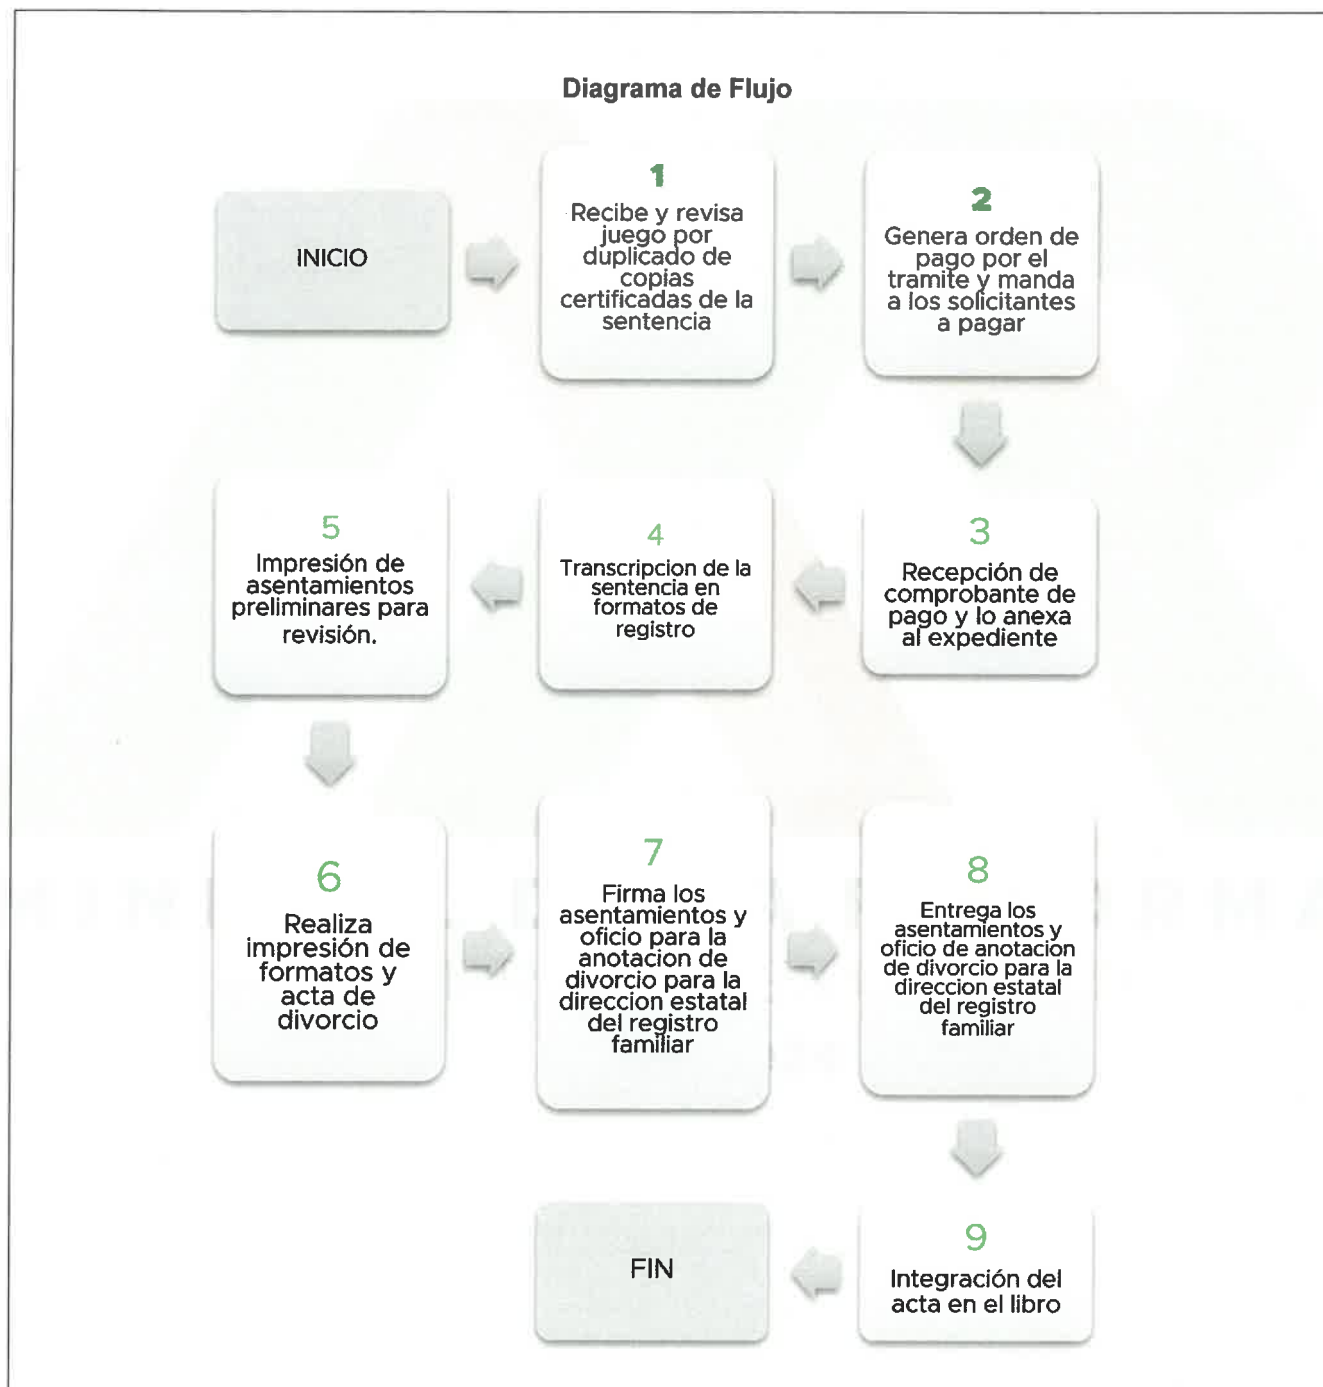 Diagrama de Flujo
INICIO
1
Recibe y revisa
juego por
duplicado de
copias
certificadas de la
sentencia
2
Genera orden de
pago por el
tramite y manda
a los solicitantes
a pagar
3
Recepción de
comprobante de
pago y lo anexa
al expediente
4
Transcripcion de la
sentencia en
formatos de
registro
5
Impresión de
asentamientos
preliminares para
revisión.
6
Realiza
impresión de
formatos y
acta de
divorcio
7
Firma los
asentamientos y
oficio para la
anotacion de
divorcio para la
direccion estatal
del registro
familiar
8
Entrega los
asentamientos y
oficio de anotacion
de divorcio para la
direccion estatal
del registro
familiar
9
Integración del
acta en el libro
FIN